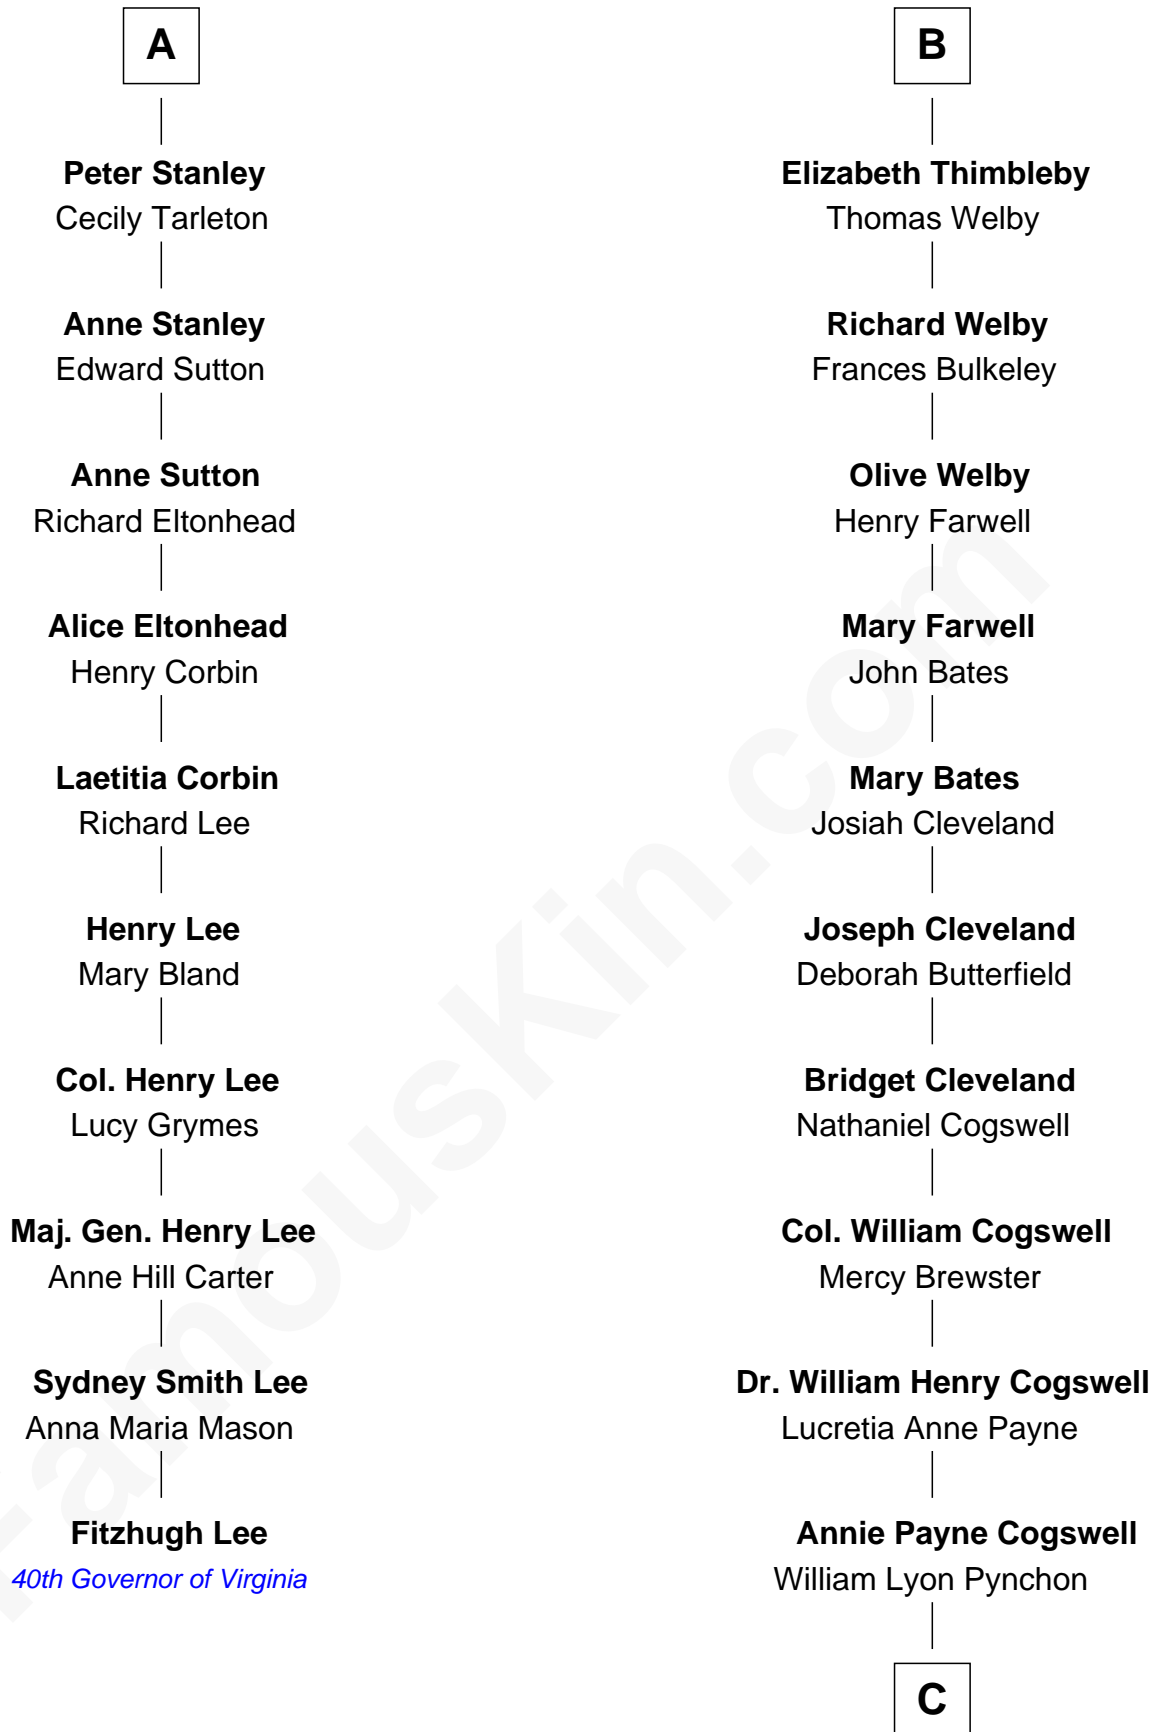 A
Peter Stanley
Cecily Tarleton
Anne Stanley
Edward Sutton
Anne Sutton
Richard Eltonhead
Alice Eltonhead
Henry Corbin
Laetitia Corbin
Richard Lee
Henry Lee
Mary Bland
Col. Henry Lee
Lucy Grymes
Maj. Gen. Henry Lee
Anne Hill Carter
Sydney Smith Lee
Anna Maria Mason
Fitzhugh Lee
40th Governor of Virginia
B
Elizabeth Thimbleby
Thomas Welby
Richard Welby
Frances Bulkeley
Olive Welby
Henry Farwell
Mary Farwell
John Bates
Mary Bates
Josiah Cleveland
Joseph Cleveland
Deborah Butterfield
Bridget Cleveland
Nathaniel Cogswell
Col. William Cogswell
Mercy Brewster
Dr. William Henry Cogswell
Lucretia Anne Payne
Annie Payne Cogswell
William Lyon Pynchon
C
FamousKin.com